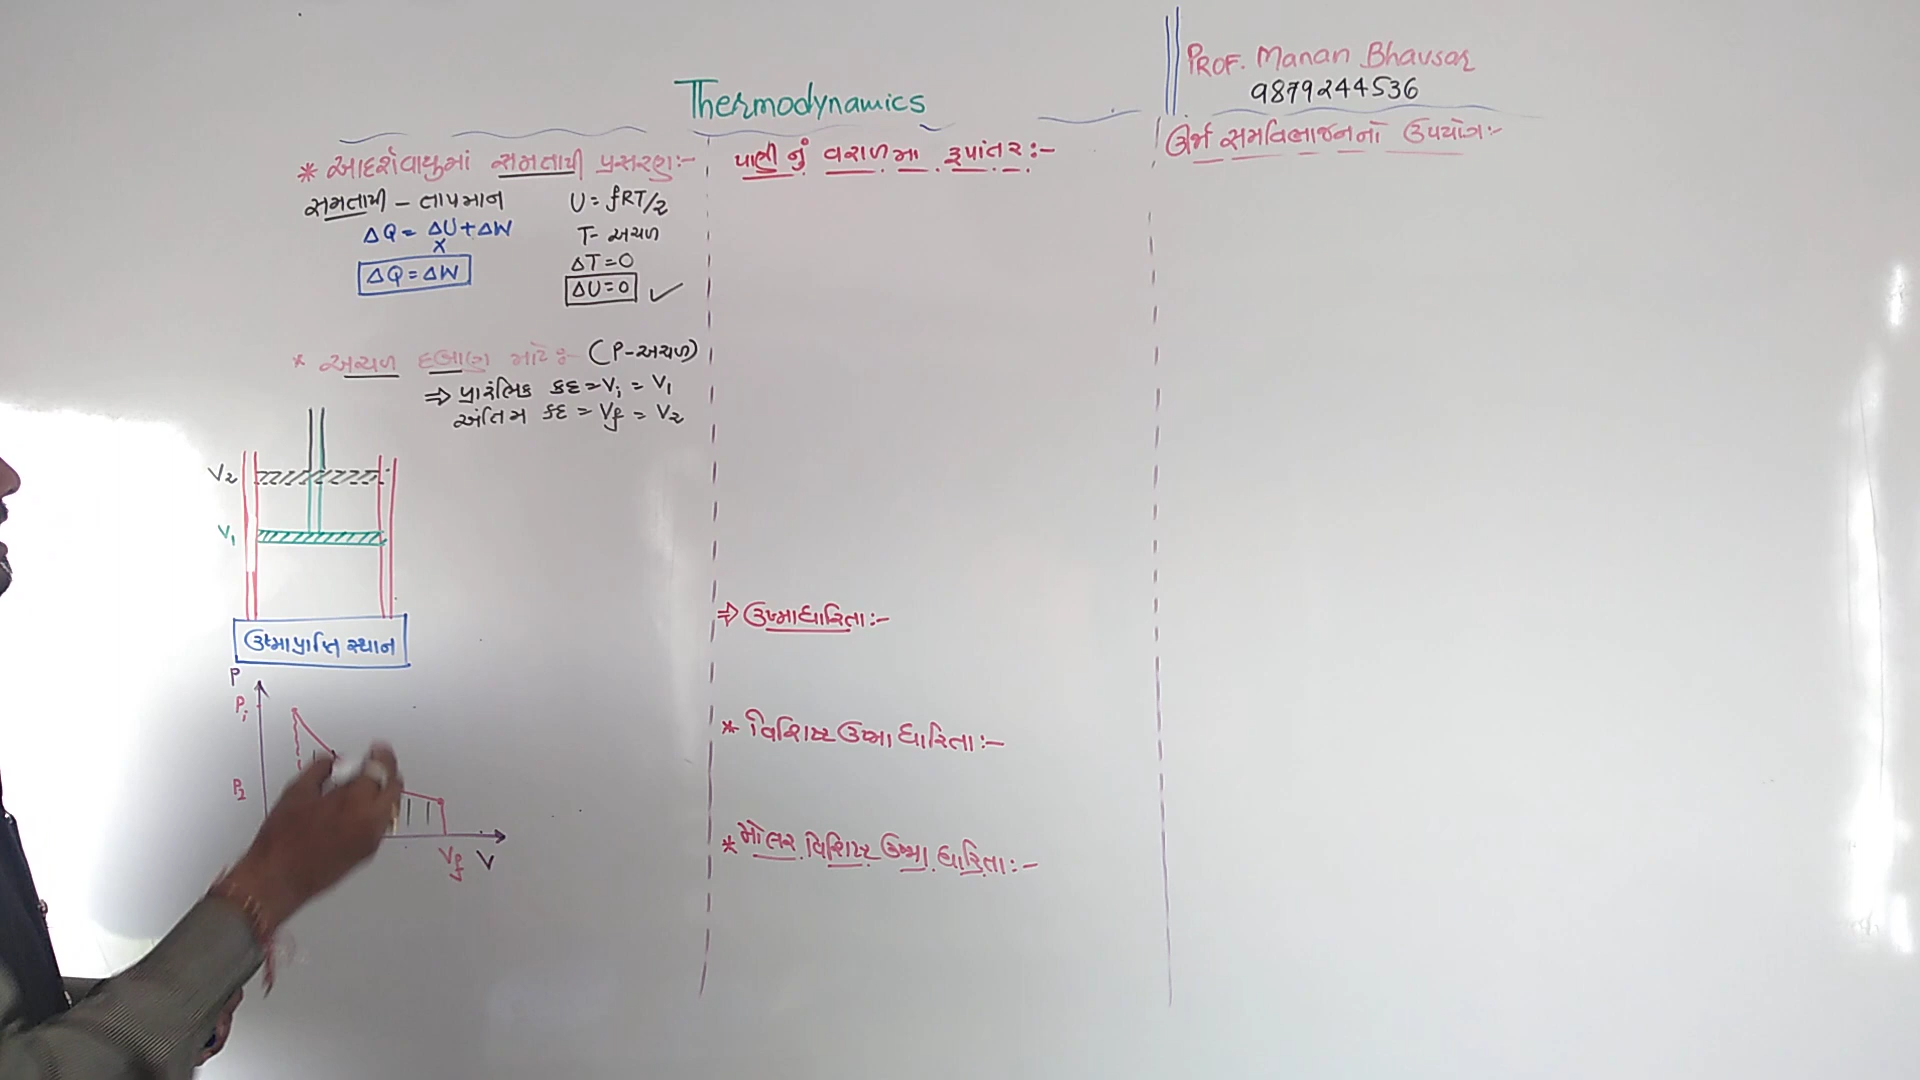 Thermodynamics
PROF. Manan Bhavsar
9879244536
* આદર્શવાયુમાં સમતાપી પ્રસરણ:-
સમતાપી - તાપમાન
ΔQ = ΔU + ΔW
x
ΔQ = ΔW
U = fRT/2
T- અચળ
ΔT = 0
ΔU = 0 ✓
* અચળ દબાણ માટે:- (P-અચળ)
⇒ પ્રારંભિક કદ = Vi = V1
અંતિમ કદ = Vf = V2
V2
V1
ઉષ્માપ્રાપ્તિ સ્થાન
P
Pi
P2
Vf V
પાણીનું વરાળમા રૂપાંતર:-
⇒ ઉષ્માધારિતા:-
* વિશિષ્ટ ઉષ્મા ધારિતા:-
* મોલર વિશિષ્ટ ઉષ્મા ધારિતા:-
ઊર્જા સમવિભાજનનો ઉપયોગ:-